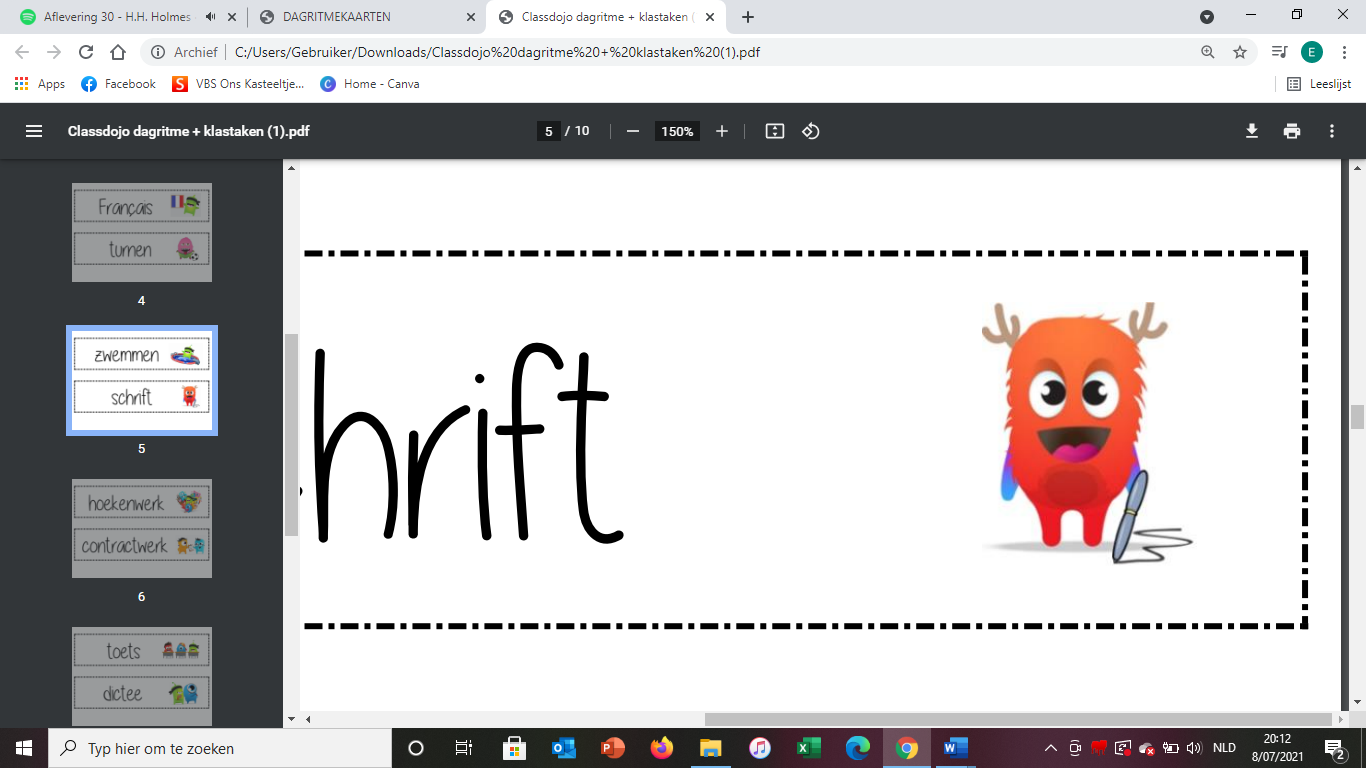 Aflevering 30 - H.H. Holmes
DAGRITMEKAARTEN
Classdojo dagritme + klastaken (
Archief
C:/Users/Gebruiker/Downloads/Classdojo%20dagritme%20+%20klastaken%20(1).pdf
E
Apps
Facebook
VBS Ons Kasteeltje...
Home - Canva
Leeslijst
Classdojo dagritme + klastaken (1).pdf
5 / 10
150%
Français
turnen
4
zwemmen
schrift
5
hoekenwerk
contractwerk
6
toets
dictee
hrift
Typ hier om te zoeken
NLD
20:12
8/07/2021
2